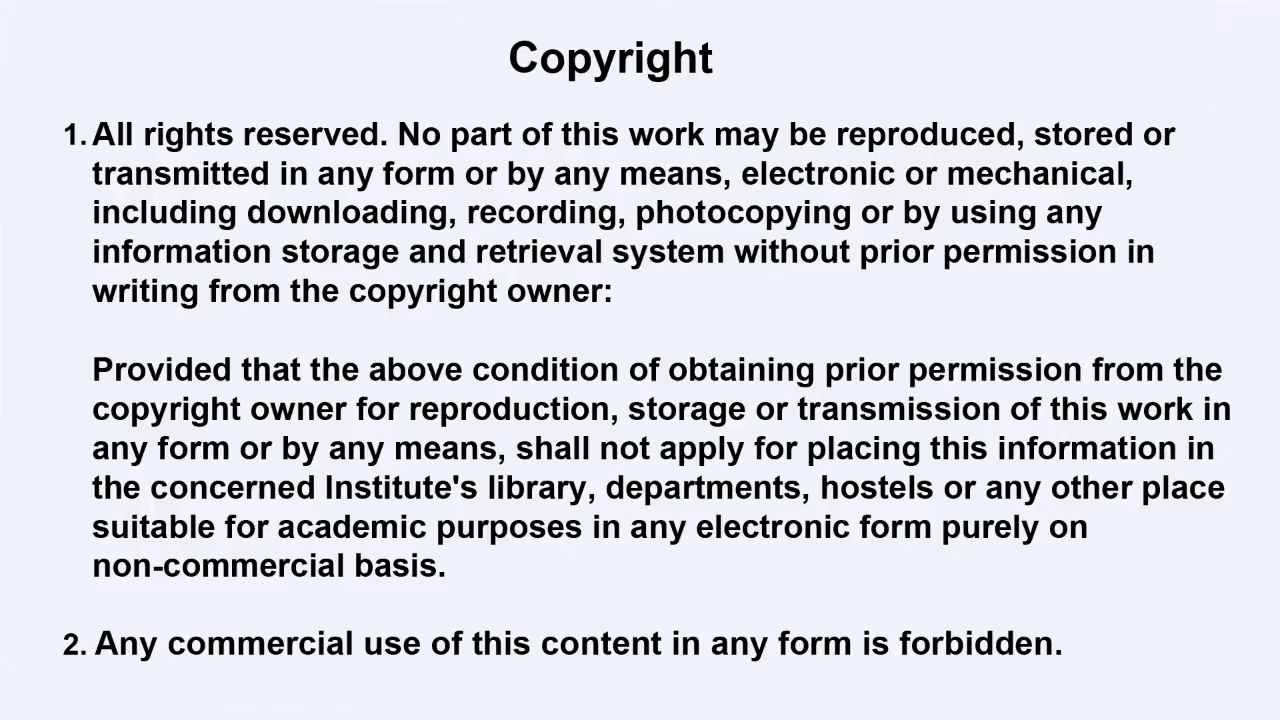 Copyright
1. All rights reserved. No part of this work may be reproduced, stored or
transmitted in any form or by any means, electronic or mechanical,
including downloading, recording, photocopying or by using any
information storage and retrieval system without prior permission in
writing from the copyright owner:
Provided that the above condition of obtaining prior permission from the
copyright owner for reproduction, storage or transmission of this work in
any form or by any means, shall not apply for placing this information in
the concerned Institute's library, departments, hostels or any other place
suitable for academic purposes in any electronic form purely on
non-commercial basis.
2. Any commercial use of this content in any form is forbidden.